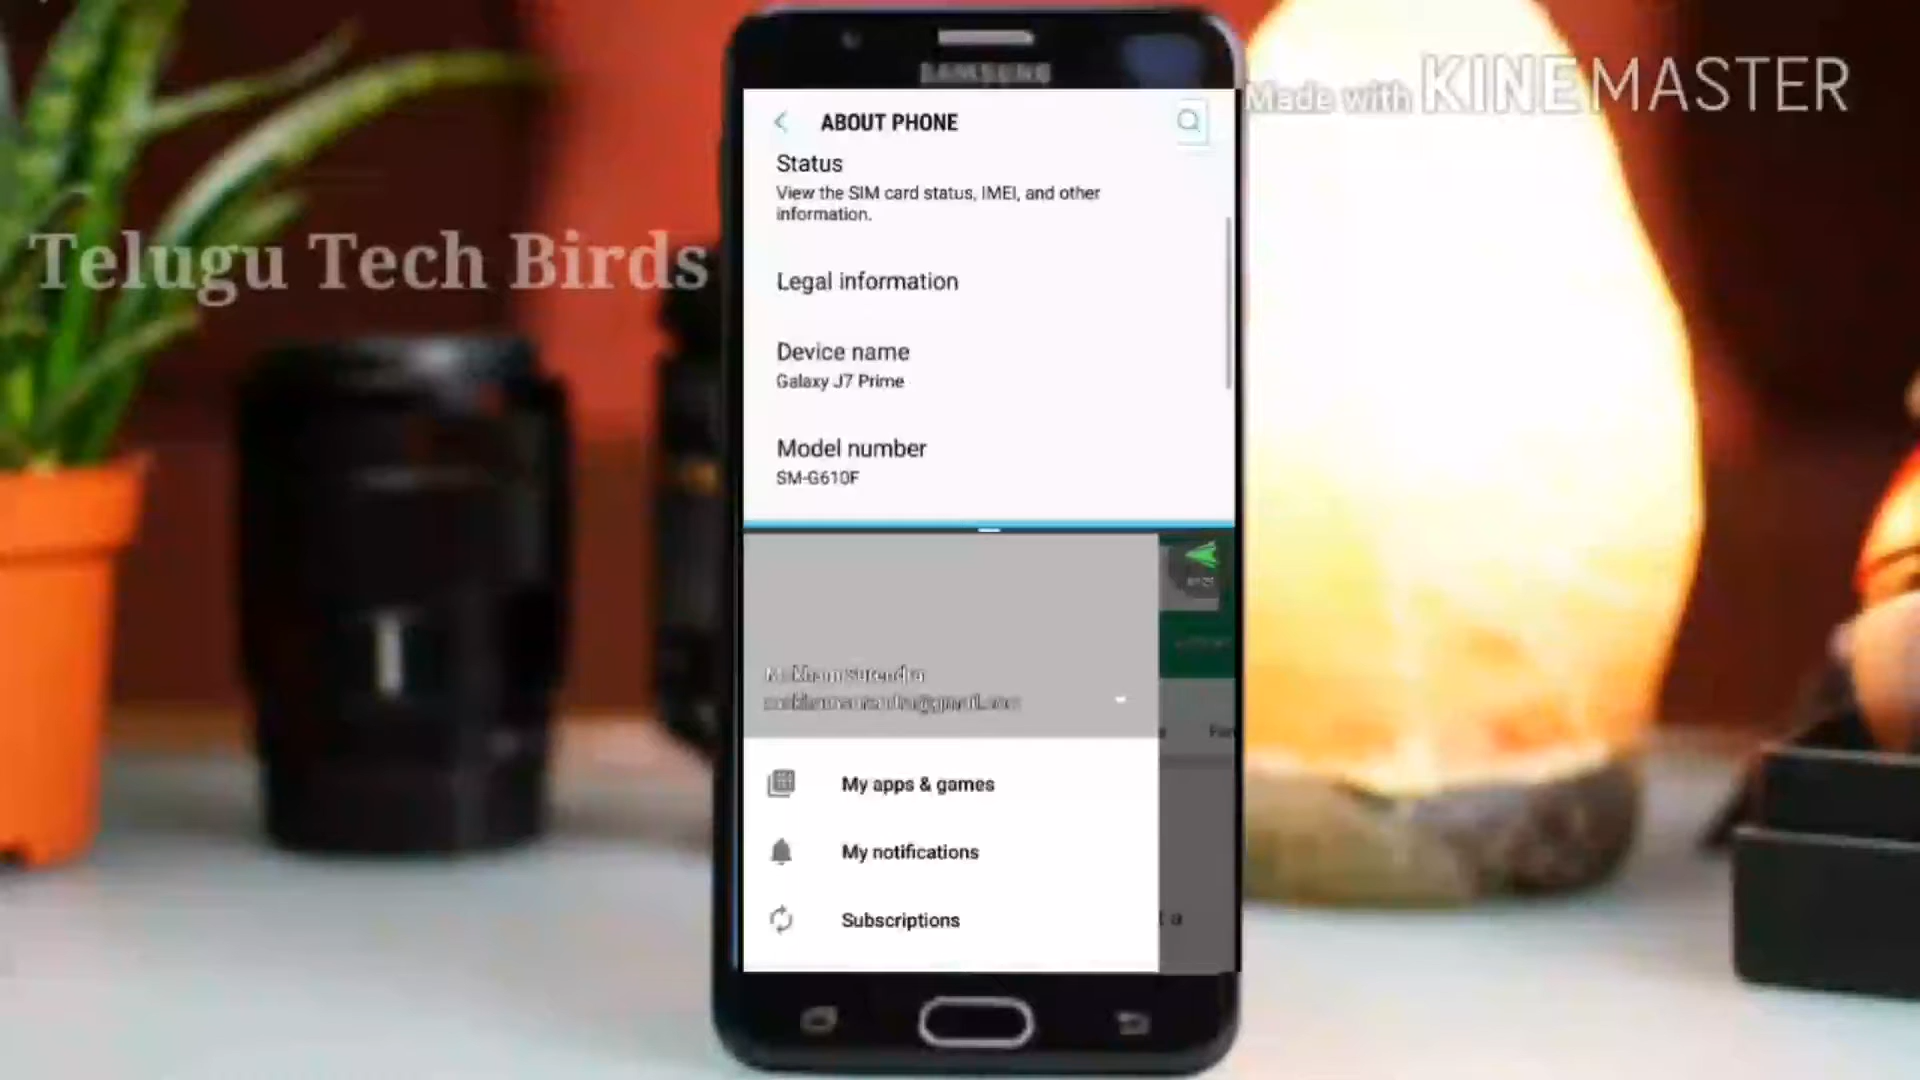 SAMSUNG
Made with KINEMASTER
ABOUT PHONE
Status
View the SIM card status, IMEI, and other
information.
Telugu Tech Birds
Legal information
Device name
Galaxy J7 Prime
Model number
SM-G610F
My apps & games
My notifications
Subscriptions